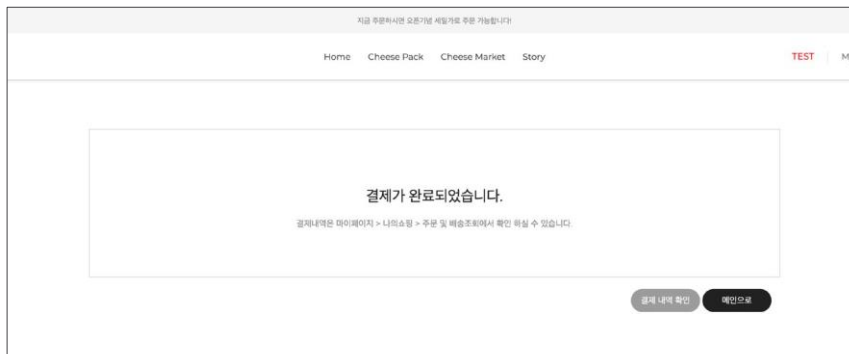 지금 주문하시면 오픈기념 세일가로 주문 가능합니다!
Home Cheese Pack Cheese Market Story TEST M
결제가 완료되었습니다.
결제내역은 마이페이지 > 나의쇼핑 > 주문 및 배송조회에서 확인 하실 수 있습니다.
결제 내역 확인 메인으로